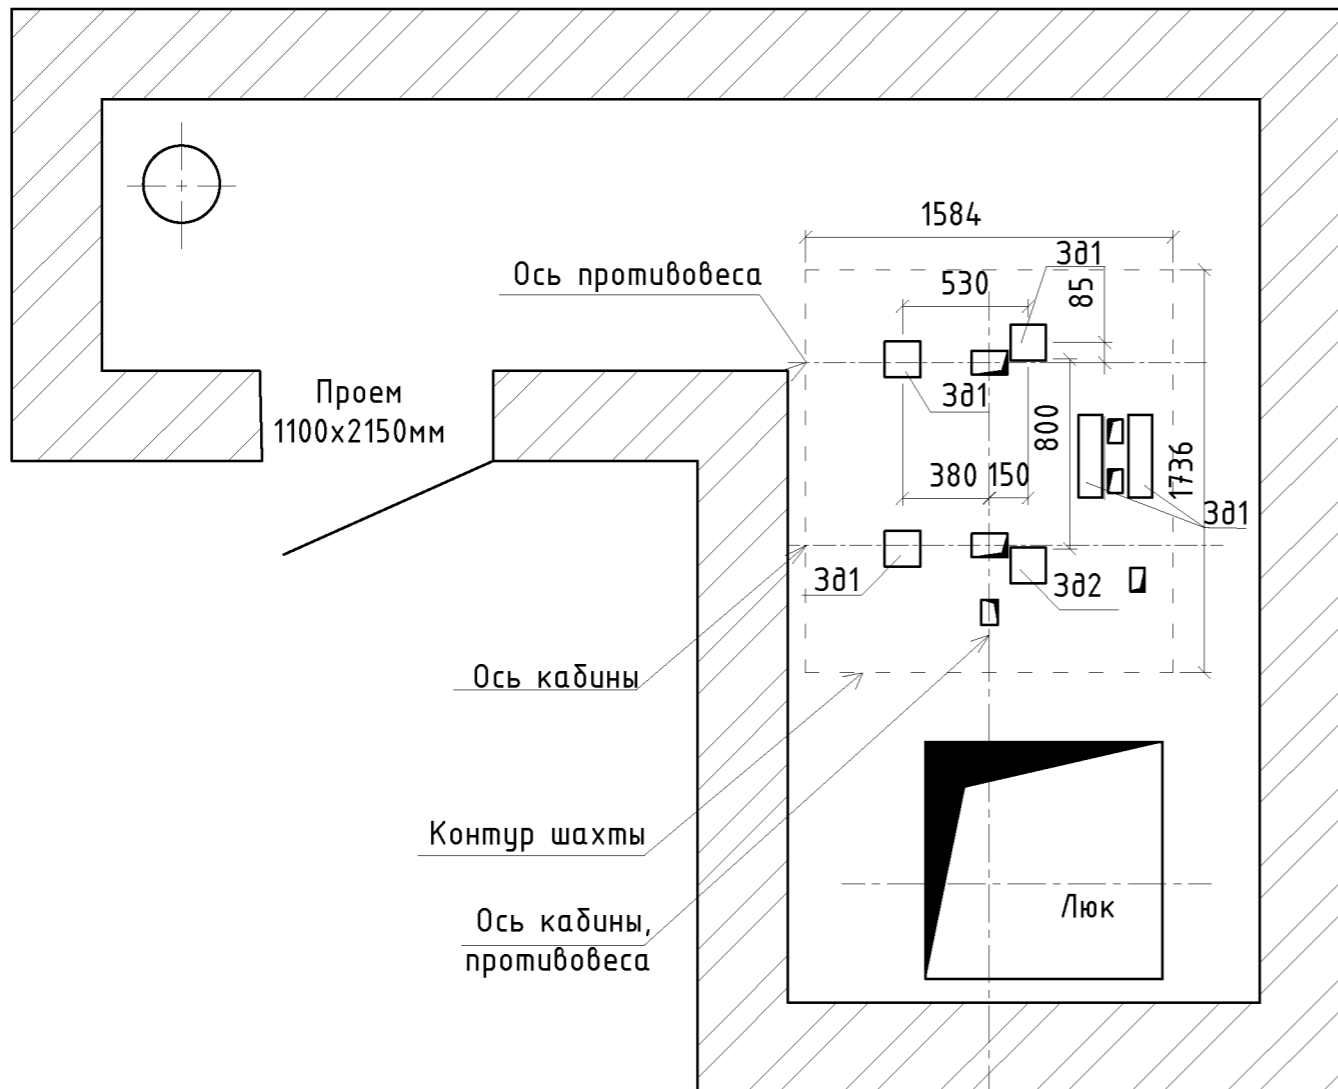 1584
Зд1
Ось противовеса
530
85
Проем
1100х2150мм
Зд1
800
380
150
1736
Зд1
Зд1
Зд2
Ось кабины
Контур шахты
Люк
Ось кабины,
противовеса